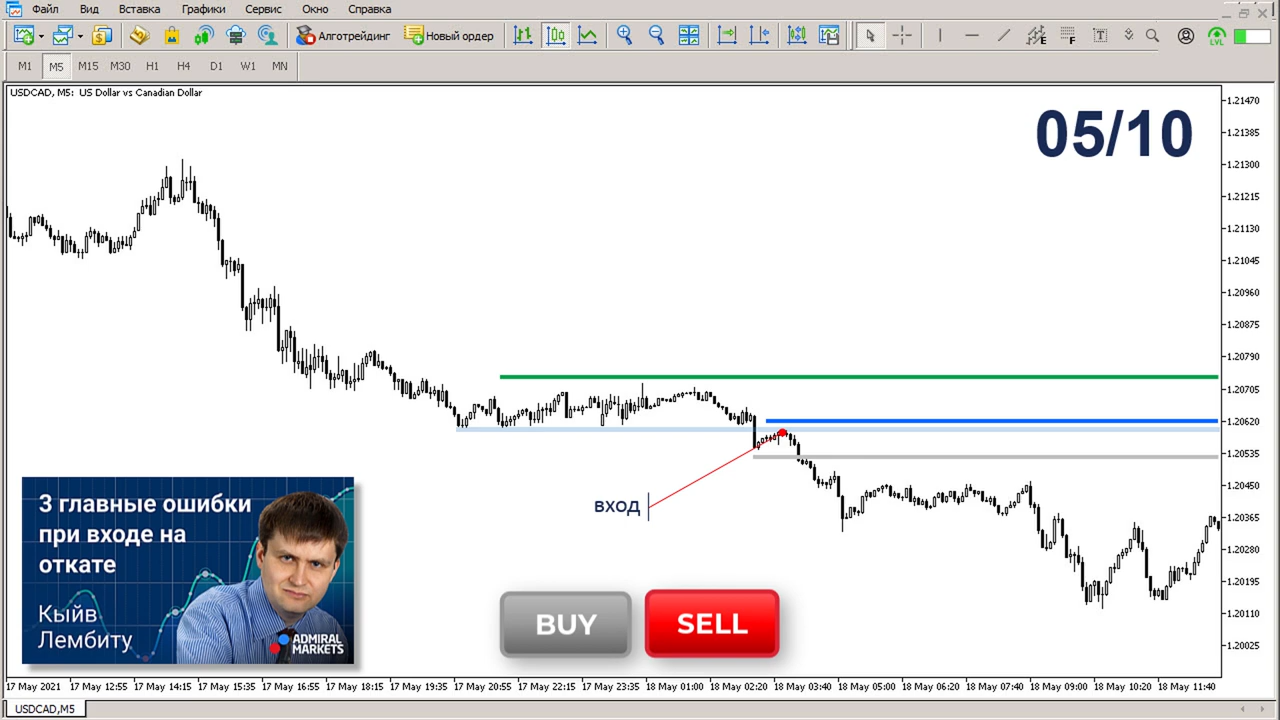 Файл Вид Вставка Графики Сервис Окно Справка
Алготрейдинг Новый ордер E F T LVL
M1 M5 M15 M30 H1 H4 D1 W1 MN
USDCAD, M5: US Dollar vs Canadian Dollar
05/10
1.21470
1.21385
1.21300
1.21215
1.21130
1.21045
1.20960
1.20875
1.20790
1.20705
1.20620
1.20535
1.20450
1.20365
1.20280
1.20195
1.20110
1.20025
вход
3 главные ошибки
при входе на
откате
Кыйв
Лембиту
ADMIRAL
MARKETS
BUY
SELL
17 May 2021 17 May 12:55 17 May 14:15 17 May 15:35 17 May 16:55 17 May 18:15 17 May 19:35 17 May 20:55 17 May 22:15 17 May 23:35 18 May 01:00 18 May 02:20 18 May 03:40 18 May 05:00 18 May 06:20 18 May 07:40 18 May 09:00 18 May 10:20 18 May 11:40
USDCAD,M5